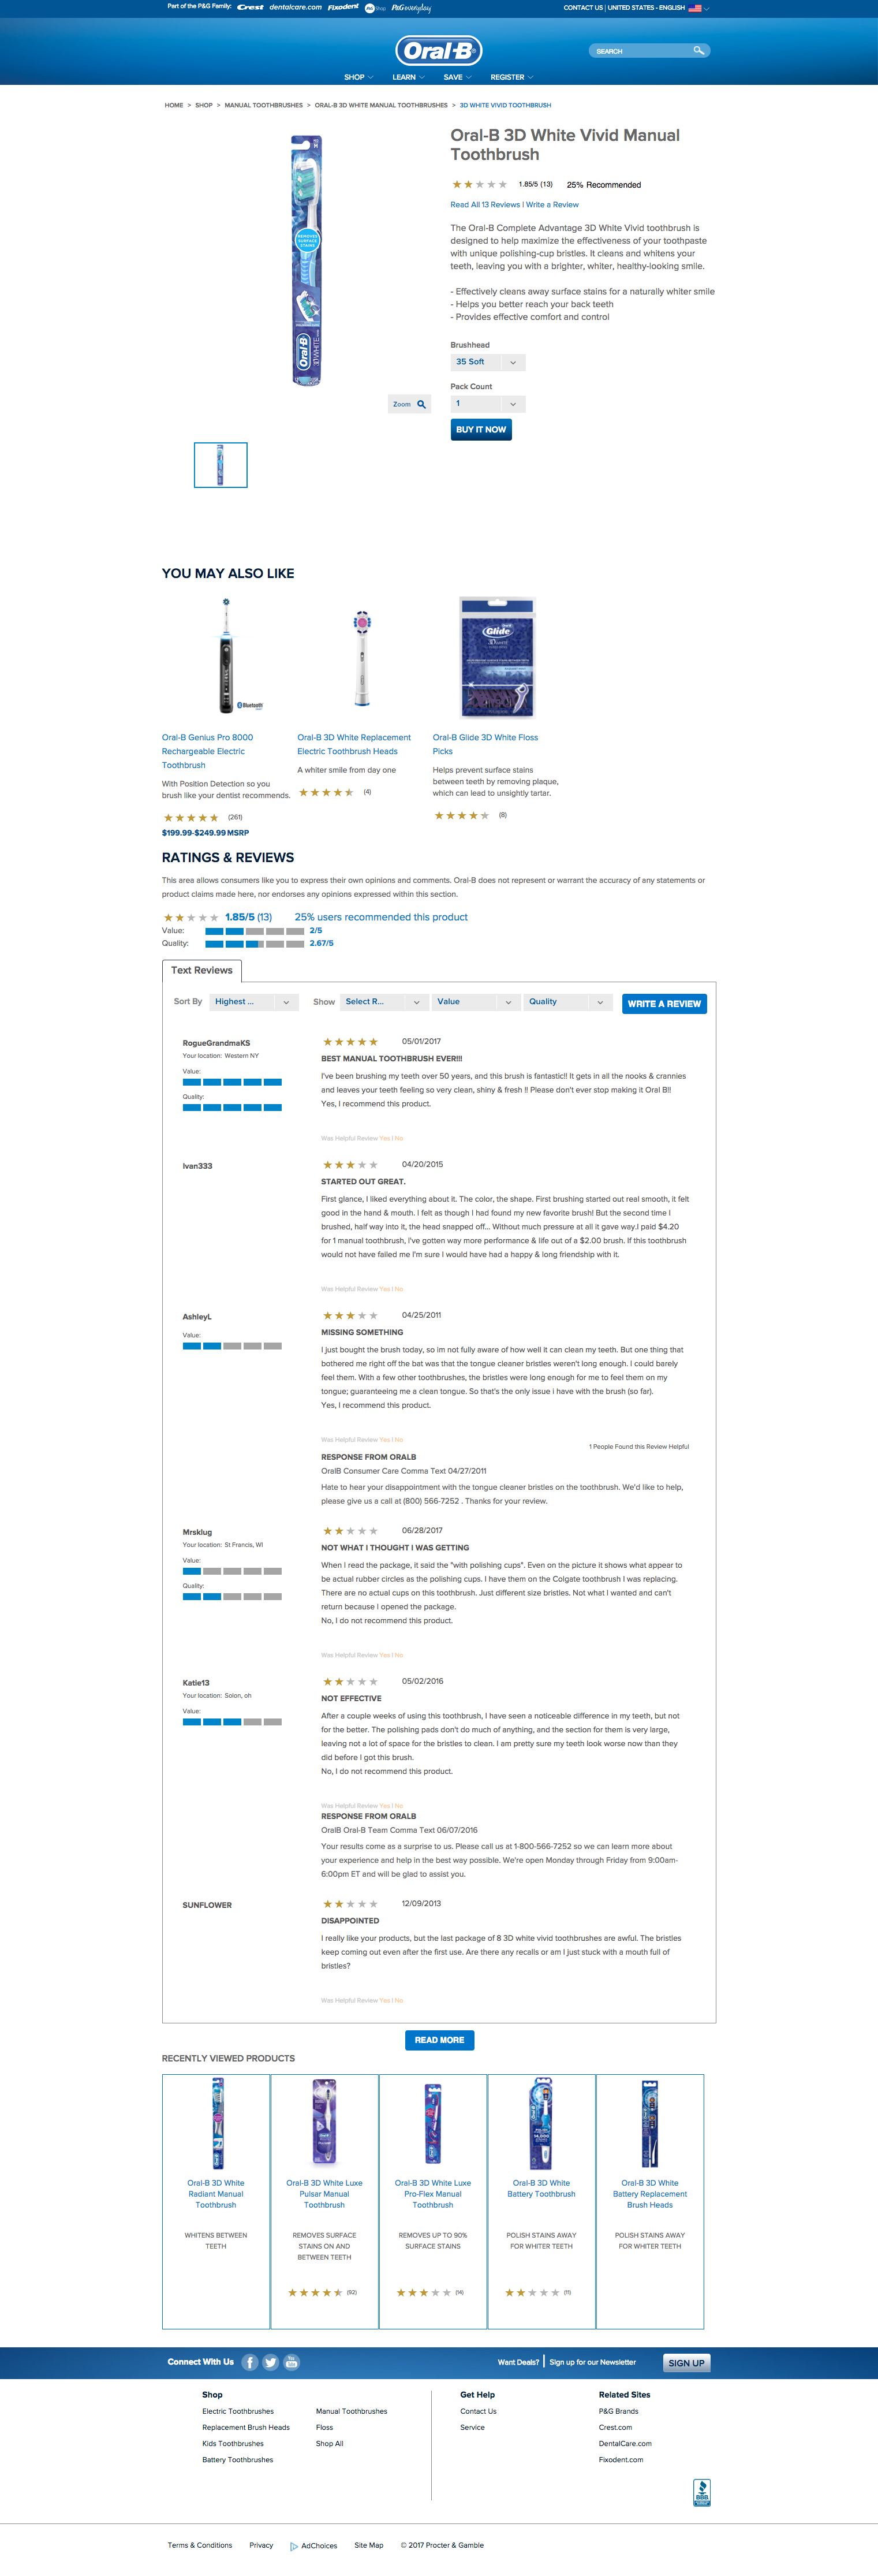 Part of the P&G Family: Crest dentalcare.com Fixodent P&G Shop P&G everyday
CONTACT US | UNITED STATES - ENGLISH
Oral-B
SEARCH
SHOP LEARN SAVE REGISTER
HOME > SHOP > MANUAL TOOTHBRUSHES > ORAL-B 3D WHITE MANUAL TOOTHBRUSHES > 3D WHITE VIVID TOOTHBRUSH
Oral-B 3D White Vivid Manual
Toothbrush
1.85/5 (13) 25% Recommended
Read All 13 Reviews | Write a Review
The Oral-B Complete Advantage 3D White Vivid toothbrush is
designed to help maximize the effectiveness of your toothpaste
with unique polishing-cup bristles. It cleans and whitens your
teeth, leaving you with a brighter, whiter, healthy-looking smile.
- Effectively cleans away surface stains for a naturally whiter smile
- Helps you better reach your back teeth
- Provides effective comfort and control
REMOVES
SURFACE
STAINS
Oral-B
3D WHITE
Brushhead
35 Soft
Pack Count
1
Zoom
BUY IT NOW
YOU MAY ALSO LIKE
Bluetooth
Glide
Oral-B Genius Pro 8000
Rechargeable Electric
Toothbrush
With Position Detection so you
brush like your dentist recommends.
(261)
$199.99-$249.99 MSRP
Oral-B 3D White Replacement
Electric Toothbrush Heads
A whiter smile from day one
(4)
Oral-B Glide 3D White Floss
Picks
Helps prevent surface stains
between teeth by removing plaque,
which can lead to unsightly tartar.
(8)
RATINGS & REVIEWS
This area allows consumers like you to express their own opinions and comments. Oral-B does not represent or warrant the accuracy of any statements or
product claims made here, nor endorses any opinions expressed within this section.
1.85/5 (13) 25% users recommended this product
Value: 2/5
Quality: 2.67/5
Text Reviews
Sort By Highest ... Show Select R... Value Quality WRITE A REVIEW
RogueGrandmaKS
Your location: Western NY
Value:
Quality:
05/01/2017
BEST MANUAL TOOTHBRUSH EVER!!!
I've been brushing my teeth over 50 years, and this brush is fantastic!! It gets in all the nooks & crannies
and leaves your teeth feeling so very clean, shiny & fresh !! Please don't ever stop making it Oral B!!
Yes, I recommend this product.
Was Helpful Review Yes | No
Ivan333
04/20/2015
STARTED OUT GREAT.
First glance, I liked everything about it. The color, the shape. First brushing started out real smooth, it felt
good in the hand & mouth. I felt as though I had found my new favorite brush! But the second time I
brushed, half way into it, the head snapped off... Without much pressure at all it gave way.I paid $4.20
for 1 manual toothbrush, I've gotten way more performance & life out of a $2.00 brush. If this toothbrush
would not have failed me I'm sure I would have had a happy & long friendship with it.
Was Helpful Review Yes | No
AshleyL
Value:
04/25/2011
MISSING SOMETHING
I just bought the brush today, so im not fully aware of how well it can clean my teeth. But one thing that
bothered me right off the bat was that the tongue cleaner bristles weren't long enough. I could barely
feel them. With a few other toothbrushes, the bristles were long enough for me to feel them on my
tongue; guaranteeing me a clean tongue. So that's the only issue i have with the brush (so far).
Yes, I recommend this product.
Was Helpful Review Yes | No
1 People Found this Review Helpful
RESPONSE FROM ORALB
OralB Consumer Care Comma Text 04/27/2011
Hate to hear your disappointment with the tongue cleaner bristles on the toothbrush. We'd like to help,
please give us a call at (800) 566-7252 . Thanks for your review.
Mrsklug
Your location: St Francis, WI
Value:
Quality:
06/28/2017
NOT WHAT I THOUGHT I WAS GETTING
When I read the package, it said the "with polishing cups". Even on the picture it shows what appear to
be actual rubber circles as the polishing cups. I have them on the Colgate toothbrush I was replacing.
There are no actual cups on this toothbrush. Just different size bristles. Not what I wanted and can't
return because I opened the package.
No, I do not recommend this product.
Was Helpful Review Yes | No
Katie13
Your location: Solon, oh
Value:
05/02/2016
NOT EFFECTIVE
After a couple weeks of using this toothbrush, I have seen a noticeable difference in my teeth, but not
for the better. The polishing pads don't do much of anything, and the section for them is very large,
leaving not a lot of space for the bristles to clean. I am pretty sure my teeth look worse now than they
did before I got this brush.
No, I do not recommend this product.
Was Helpful Review Yes | No
RESPONSE FROM ORALB
OralB Oral-B Team Comma Text 06/07/2016
Your results come as a surprise to us. Please call us at 1-800-566-7252 so we can learn more about
your experience and help in the best way possible. We're open Monday through Friday from 9:00am-
6:00pm ET and will be glad to assist you.
SUNFLOWER
12/09/2013
DISAPPOINTED
I really like your products, but the last package of 8 3D white vivid toothbrushes are awful. The bristles
keep coming out even after the first use. Are there any recalls or am I just stuck with a mouth full of
bristles?
Was Helpful Review Yes | No
READ MORE
RECENTLY VIEWED PRODUCTS
Oral-B 3D White
Radiant Manual
Toothbrush
WHITENS BETWEEN
TEETH
Oral-B 3D White Luxe
Pulsar Manual
Toothbrush
REMOVES SURFACE
STAINS ON AND
BETWEEN TEETH
(92)
Oral-B 3D White Luxe
Pro-Flex Manual
Toothbrush
REMOVES UP TO 90%
SURFACE STAINS
(14)
Oral-B 3D White
Battery Toothbrush
POLISH STAINS AWAY
FOR WHITER TEETH
(11)
Oral-B 3D White
Battery Replacement
Brush Heads
POLISH STAINS AWAY
FOR WHITER TEETH
Connect With Us
Want Deals? | Sign up for our Newsletter SIGN UP
Shop
Electric Toothbrushes
Replacement Brush Heads
Kids Toothbrushes
Battery Toothbrushes
Manual Toothbrushes
Floss
Shop All
Get Help
Contact Us
Service
Related Sites
P&G Brands
Crest.com
DentalCare.com
Fixodent.com
BBB
Terms & Conditions Privacy AdChoices Site Map © 2017 Procter & Gamble